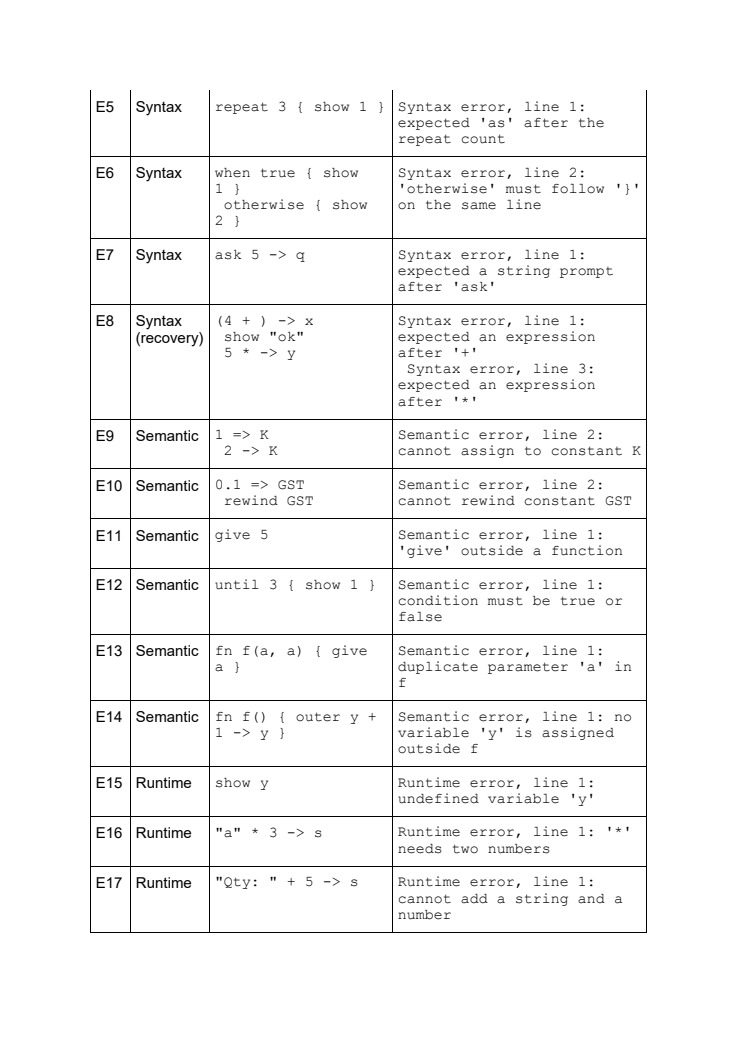 E5 Syntax repeat 3 { show 1 } Syntax error, line 1:
expected 'as' after the
repeat count
E6 Syntax when true { show Syntax error, line 2:
1 } 'otherwise' must follow '}'
otherwise { show on the same line
2 }
E7 Syntax ask 5 -> q Syntax error, line 1:
expected a string prompt
after 'ask'
E8 Syntax (4 + ) -> x Syntax error, line 1:
(recovery) show "ok" expected an expression
5 * -> y after '+'
Syntax error, line 3:
expected an expression
after '*'
E9 Semantic 1 => K Semantic error, line 2:
2 -> K cannot assign to constant K
E10 Semantic 0.1 => GST Semantic error, line 2:
rewind GST cannot rewind constant GST
E11 Semantic give 5 Semantic error, line 1:
'give' outside a function
E12 Semantic until 3 { show 1 } Semantic error, line 1:
condition must be true or
false
E13 Semantic fn f(a, a) { give Semantic error, line 1:
a } duplicate parameter 'a' in
f
E14 Semantic fn f() { outer y + Semantic error, line 1: no
1 -> y } variable 'y' is assigned
outside f
E15 Runtime show y Runtime error, line 1:
undefined variable 'y'
E16 Runtime "a" * 3 -> s Runtime error, line 1: '*'
needs two numbers
E17 Runtime "Qty: " + 5 -> s Runtime error, line 1:
cannot add a string and a
number